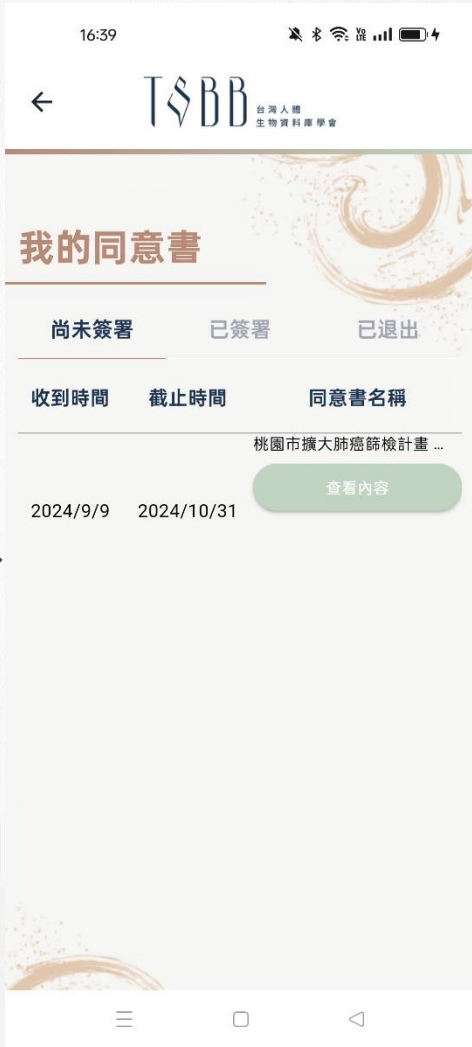 16:39
TSBB
台灣人體
生物資料庫學會
我的同意書
尚未簽署 已簽署 已退出
收到時間 截止時間 同意書名稱
桃園市擴大肺癌篩檢計畫 ...
查看內容
2024/9/9 2024/10/31